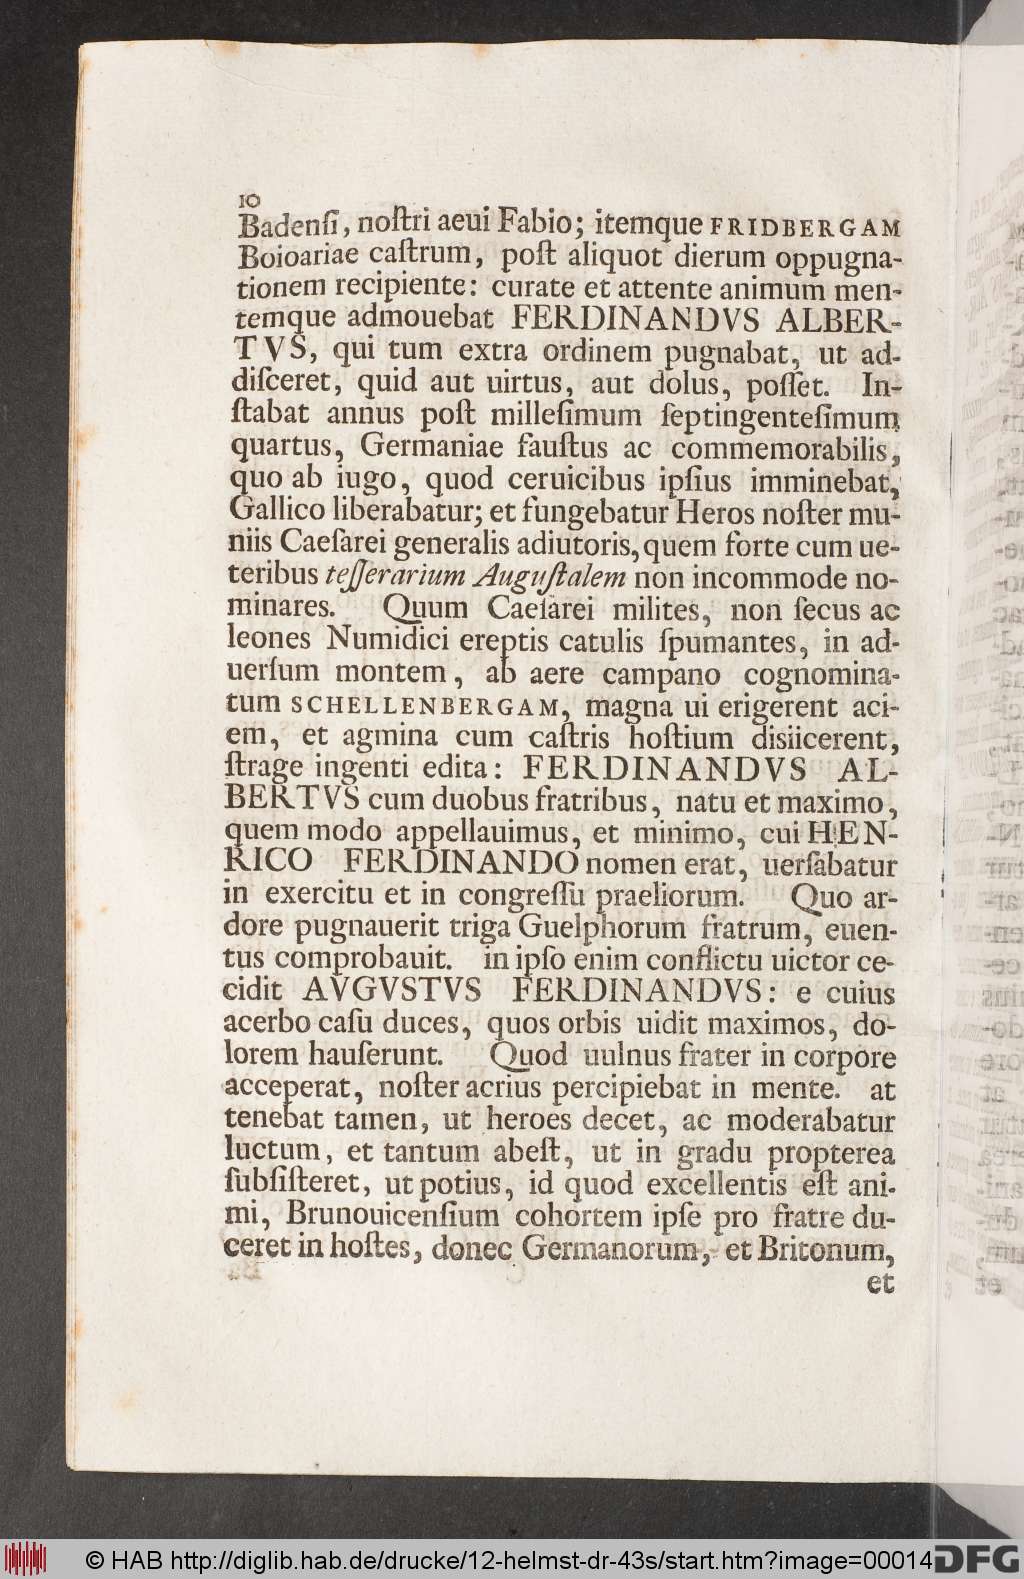 10
Badenſi, noſtri aeui Fabio; itemque FRIDBERGAM
Boioariae caſtrum, poſt aliquot dierum oppugna-
tionem recipiente: curate et attente animum men-
temque admouebat FERDINANDVS ALBER-
TVS, qui tum extra ordinem pugnabat, ut ad-
diſceret, quid aut uirtus, aut dolus, poſſet. In-
ſtabat annus poſt milleſimum ſeptingenteſimum
quartus, Germaniae fauſtus ac commemorabilis,
quo ab iugo, quod ceruicibus ipſius imminebat,
Gallico liberabatur; et fungebatur Heros noſter mu-
niis Caeſarei generalis adiutoris, quem forte cum ue-
teribus teſſerarium Auguſtalem non incommode no-
minares. Quum Caeſarei milites, non ſecus ac
leones Numidici ereptis catulis ſpumantes, in ad-
uerſum montem, ab aere campano cognomina-
tum SCHELLENBERGAM, magna ui erigerent aci-
em, et agmina cum caſtris hoſtium disiicerent,
ſtrage ingenti edita: FERDINANDVS AL-
BERTVS cum duobus fratribus, natu et maximo,
quem modo appellauimus, et minimo, cui HEN-
RICO FERDINANDO nomen erat, uerſabatur
in exercitu et in congreſſu praeliorum. Quo ar-
dore pugnauerit triga Guelphorum fratrum, euen-
tus comprobauit. in ipſo enim conflictu uictor ce-
cidit AVGVSTVS FERDINANDVS: e cuius
acerbo caſu duces, quos orbis uidit maximos, do-
lorem hauſerunt. Quod uulnus frater in corpore
acceperat, noſter acrius percipiebat in mente. at
tenebat tamen, ut heroes decet, ac moderabatur
luctum, et tantum abeſt, ut in gradu propterea
ſubſiſteret, ut potius, id quod excellentis eſt ani-
mi, Brunouicenſium cohortem ipſe pro fratre du-
ceret in hoſtes, donec Germanorum, et Britonum,
et
© HAB http://diglib.hab.de/drucke/12-helmst-dr-43s/start.htm?image=00014
DFG